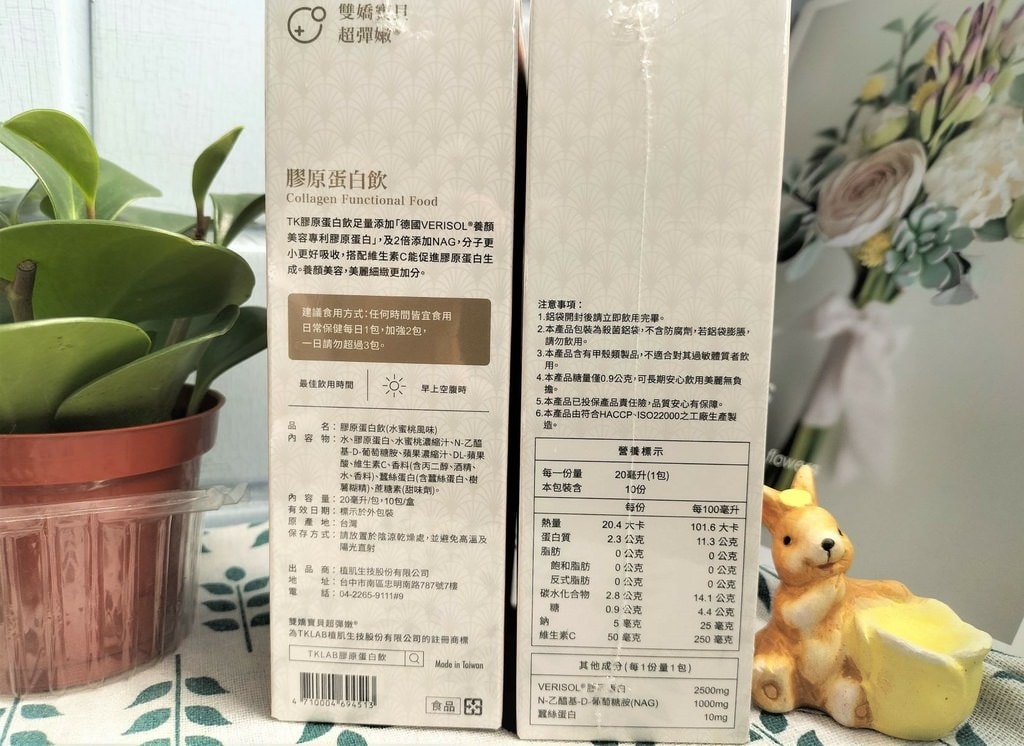 雙嬌寶貝
超彈嫩®
膠原蛋白飲
Collagen Functional Food
TK膠原蛋白飲足量添加「德國VERISOL®養顏
美容專利膠原蛋白」,及2倍添加NAG,分子更
小更好吸收,搭配維生素C能促進膠原蛋白生
成。養顏美容,美麗細緻更加分。
建議食用方式:任何時間皆宜食用
日常保健每日1包,加強2包,
一日請勿超過3包。
最佳飲用時間 早上空腹時
品名:膠原蛋白飲(水蜜桃風味)
內容物:水、膠原蛋白、水蜜桃濃縮汁、N-乙醯
基-D-葡萄糖胺、蘋果濃縮汁、DL-蘋果
酸、維生素C、香料(含丙二醇、酒精、
水、香料)、蠶絲蛋白(含蠶絲蛋白、樹
薯糊精)、蔗糖素(甜味劑)。
內容量:20毫升/包,10包/盒
有效日期:標示於外包裝
原產地:台灣
保存方式:請放置於陰涼乾燥處,並避免高溫及
陽光直射
出品商:植肌生技股份有限公司
地址:台中市南區忠明南路787號7樓
電話:04-2265-9111#9
雙嬌寶貝超彈嫩®
為TKLAB植肌生技股份有限公司的註冊商標
TKLAB膠原蛋白飲
Made in Taiwan
4 710004 694513
食品
注意事項:
1.鋁袋開封後請立即飲用完畢。
2.本產品包裝為殺菌鋁袋,不含防腐劑,若鋁袋膨脹,
請勿飲用。
3.本產品含有甲殼類製品,不適合對其過敏體質者飲
用。
4.本產品糖量僅0.9公克,可長期安心飲用美麗無負
擔。
5.本產品已投保產品責任險,品質安心有保障。
6.本產品由符合HACCP、ISO22000之工廠生產製
造。
營養標示
每一份量 20毫升(1包)
本包裝含 10份
每份 每100毫升
熱量 20.4 大卡 101.6 大卡
蛋白質 2.3 公克 11.3 公克
脂肪 0 公克 0 公克
飽和脂肪 0 公克 0 公克
反式脂肪 0 公克 0 公克
碳水化合物 2.8 公克 14.1 公克
糖 0.9 公克 4.4 公克
鈉 5 毫克 25 毫克
維生素C 50 毫克 250 毫克
其他成分(每1份量1包)
VERISOL®膠原蛋白 2500mg
N-乙醯基-D-葡萄糖胺(NAG) 1000mg
蠶絲蛋白 10mg
flowers